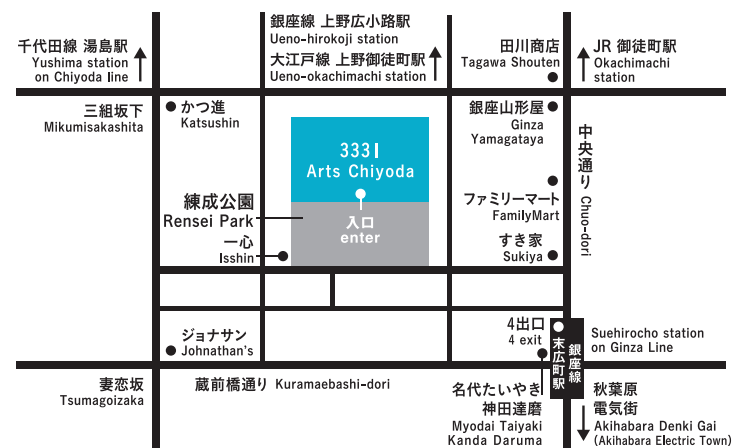 千代田線 湯島駅
Yushima station
on Chiyoda line
銀座線 上野広小路駅
Ueno-hirokoji station
大江戸線 上野御徒町駅
Ueno-okachimachi station
田川商店
Tagawa Shouten
JR 御徒町駅
Okachimachi
station
三組坂下
Mikumisakashita
かつ進
Katsushin
3331
Arts Chiyoda
銀座山形屋
Ginza
Yamagataya
中央通り Chuo-dori
練成公園
Rensei Park
入口
enter
ファミリーマート
FamilyMart
一心
Isshin
すき家
Sukiya
ジョナサン
Johnathan's
4出口
4 exit
末広町駅
銀座線
Suehirocho station
on Ginza Line
妻恋坂
Tsumagoizaka
蔵前橋通り Kuramaebashi-dori
名代たいやき
神田達磨
Myodai Taiyaki
Kanda Daruma
秋葉原
電気街
Akihabara Denki Gai
(Akihabara Electric Town)